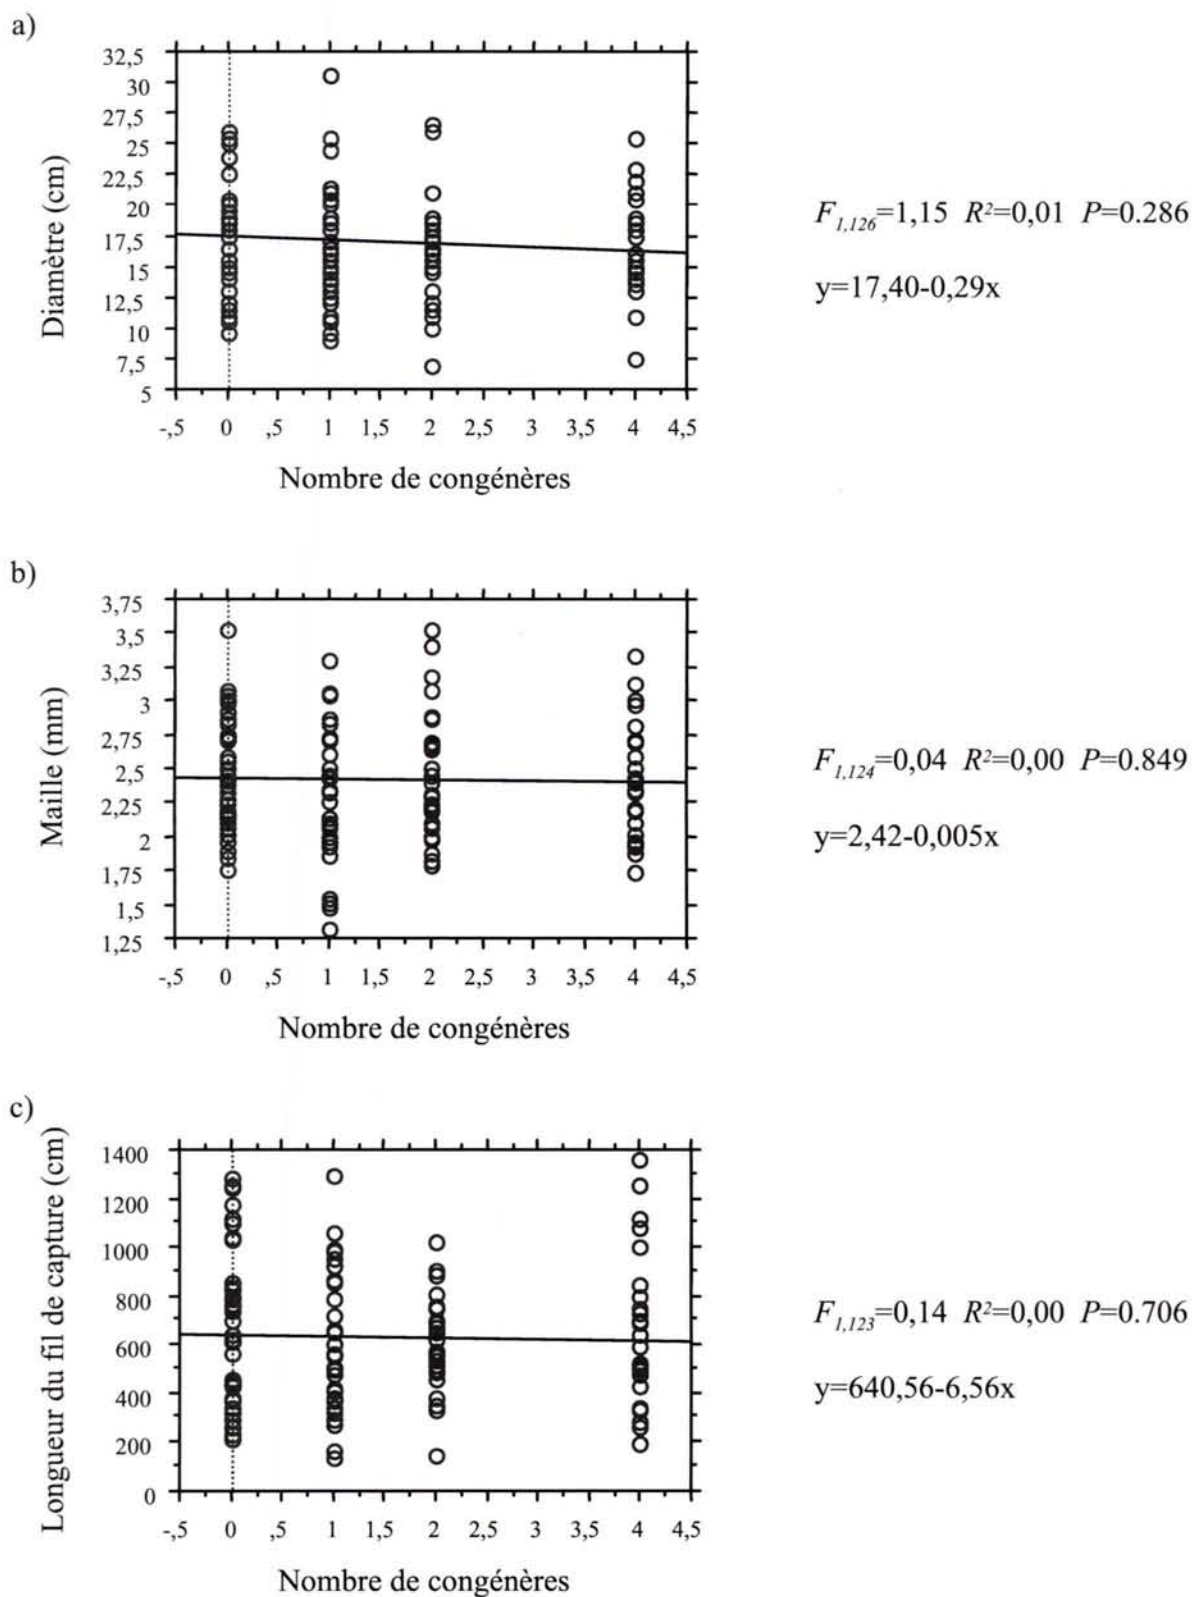 a)
Diamètre (cm)
32,5
30
27,5
25
22,5
20
17,5
15
12,5
10
7,5
5
-,5 0 ,5 1 1,5 2 2,5 3 3,5 4 4,5
Nombre de congénères
F1,126=1,15 R²=0,01 P=0.286
y=17,40-0,29x
b)
Maille (mm)
3,75
3,5
3,25
3
2,75
2,5
2,25
2
1,75
1,5
1,25
-,5 0 ,5 1 1,5 2 2,5 3 3,5 4 4,5
Nombre de congénères
F1,124=0,04 R²=0,00 P=0.849
y=2,42-0,005x
c)
Longueur du fil de capture (cm)
1400
1200
1000
800
600
400
200
0
-,5 0 ,5 1 1,5 2 2,5 3 3,5 4 4,5
Nombre de congénères
F1,123=0,14 R²=0,00 P=0.706
y=640,56-6,56x